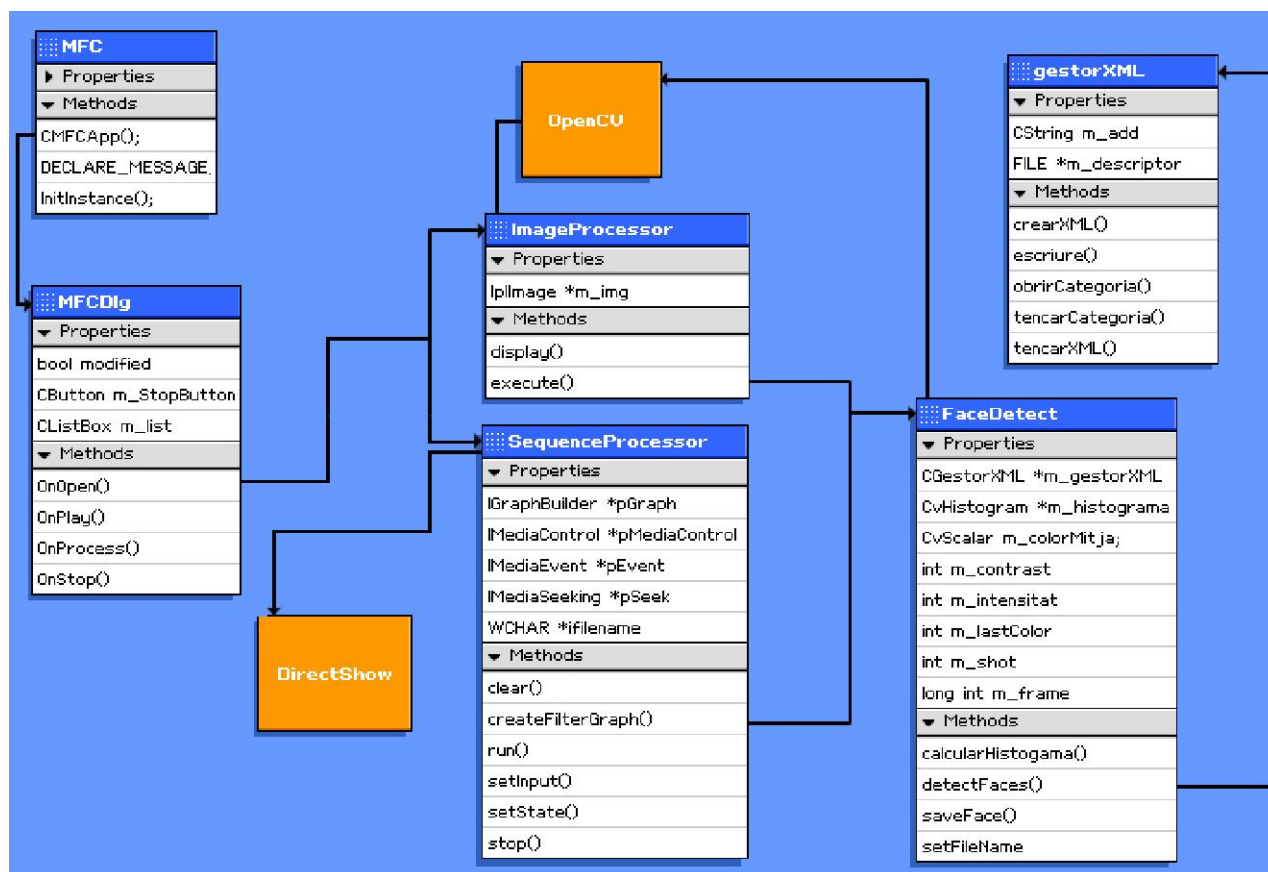 MFC
Properties
Methods
CMFCApp();
DECLARE_MESSAGE.
InitInstance();
MFCDlg
Properties
bool modified
CButton m_StopButton
CListBox m_list
Methods
OnOpen()
OnPlay()
OnProcess()
OnStop()
OpenCV
ImageProcessor
Properties
IplImage *m_img
Methods
display()
execute()
SequenceProcessor
Properties
IGraphBuilder *pGraph
IMediaControl *pMediaControl
IMediaEvent *pEvent
IMediaSeeking *pSeek
WCHAR *ifilename
Methods
clear()
createFilterGraph()
run()
setInput()
setState()
stop()
DirectShow
gestorXML
Properties
CString m_add
FILE *m_descriptor
Methods
crearXML()
escriure()
obrirCategoria()
tencarCategoria()
tencarXML()
FaceDetect
Properties
CGestorXML *m_gestorXML
CvHistogram *m_histograma
CvScalar m_colorMitja;
int m_contrast
int m_intensitat
int m_lastColor
int m_shot
long int m_frame
Methods
calcularHistogama()
detectFaces()
saveFace()
setFileName